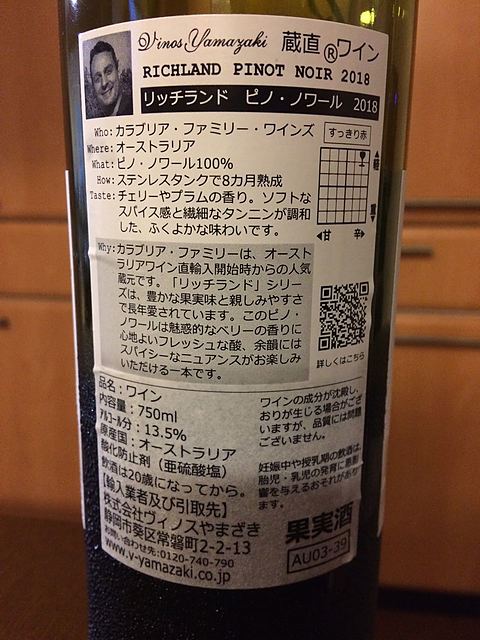 Vinos Yamazaki 蔵直®ワイン
RICHLAND PINOT NOIR 2018
リッチランド ピノ・ノワール 2018
Who: カラブリア・ファミリー・ワインズ
すっきり赤
Where: オーストラリア
What: ピノ・ノワール100%
How: ステンレスタンクで8カ月熟成
Taste: チェリーやプラムの香り。ソフトな
スパイス感と繊細なタンニンが調和
した、ふくよかな味わいです。
▲軽
重▼
◀甘 辛▶
Why: カラブリア・ファミリーは、オースト
ラリアワイン直輸入開始時からの人気
蔵元です。「リッチランド」シリー
ズは、豊かな果実味と親しみやすさ
で長年愛されています。このピノ・
ノワールは魅惑的なベリーの香りに
心地よいフレッシュな酸、余韻には
スパイシーなニュアンスがお楽しみ
いただける一本です。
詳しくはこちら
品名：ワイン
内容量：750ml
アルコール分：13.5%
原産国：オーストラリア
酸化防止剤（亜硫酸塩）
飲酒は20歳になってから。
【輸入業者及び引取先】
株式会社ヴィノスやまざき
静岡市葵区常磐町2-2-13
お問い合わせ先:0120-740-790
www.v-yamazaki.co.jp
ワインの成分が沈殿し、
おりが生じる場合がござ
いますが、品質には問題
ございません。
妊娠中や授乳期の飲酒は、
胎児・乳児の発育に悪影
響を与えるおそれがあり
ます。
果実酒
AU03-39